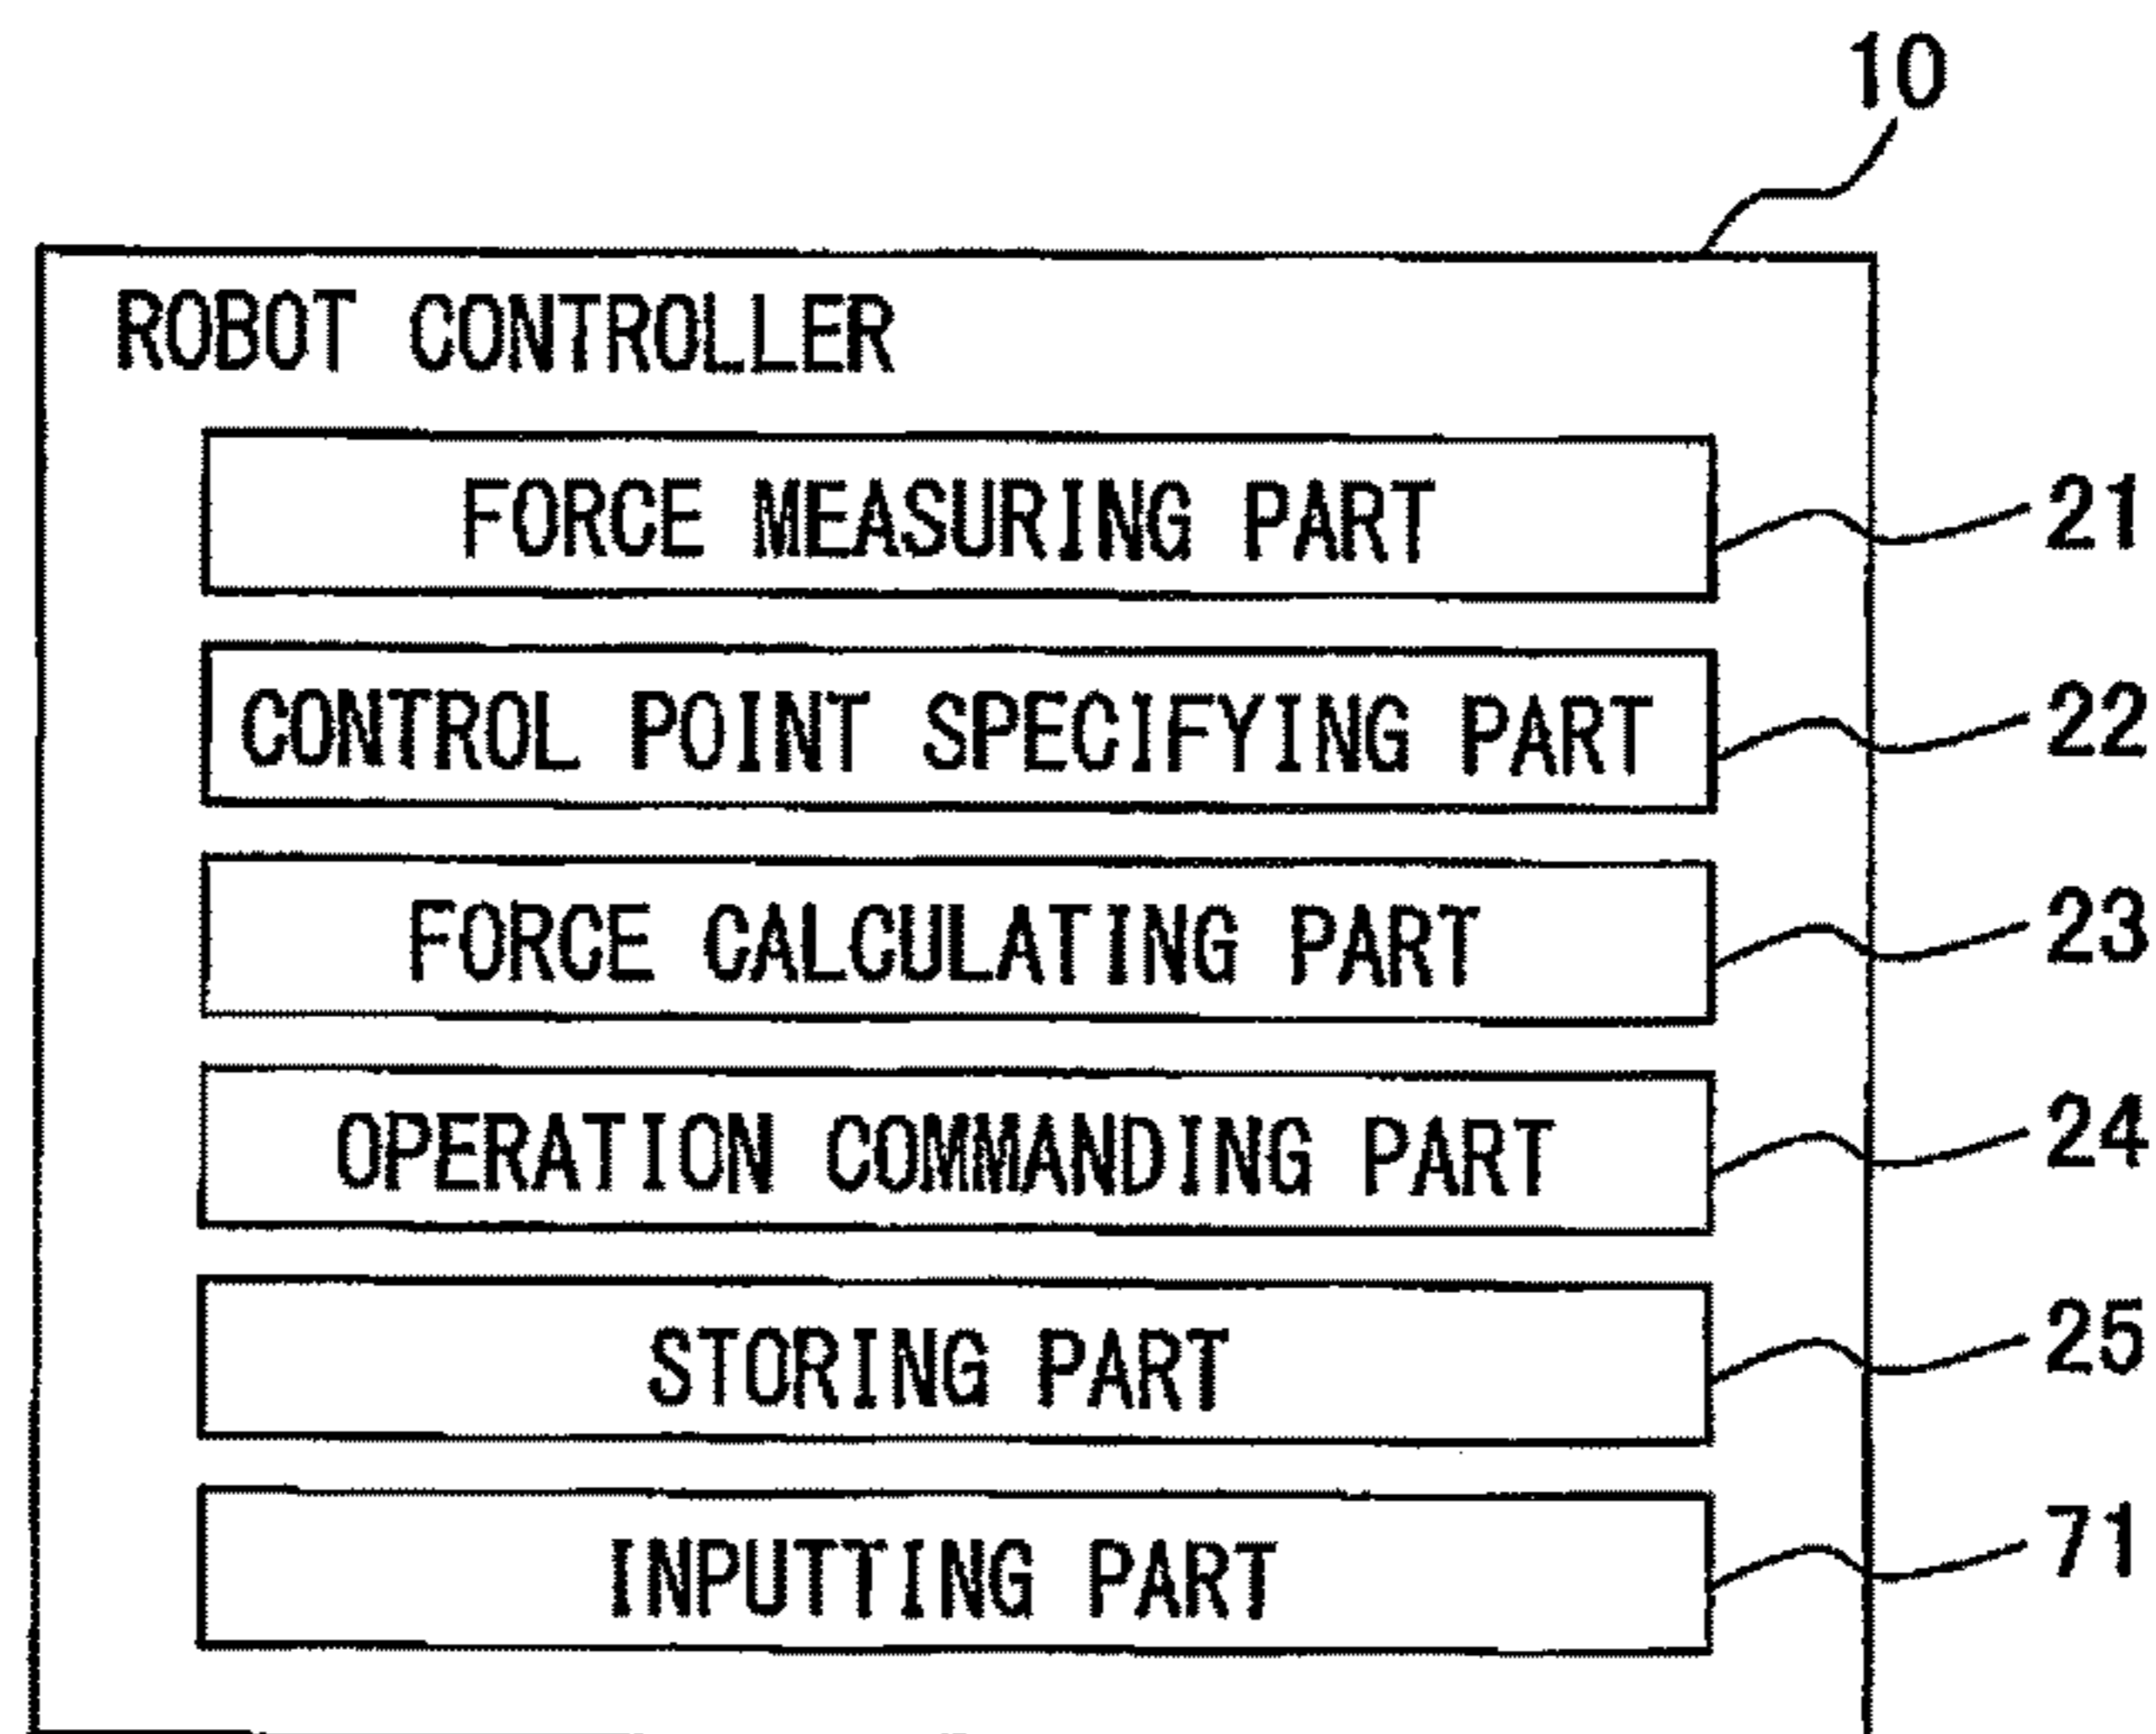 10
ROBOT CONTROLLER
FORCE MEASURING PART 21
CONTROL POINT SPECIFYING PART 22
FORCE CALCULATING PART 23
OPERATION COMMANDING PART 24
STORING PART 25
INPUTTING PART 71